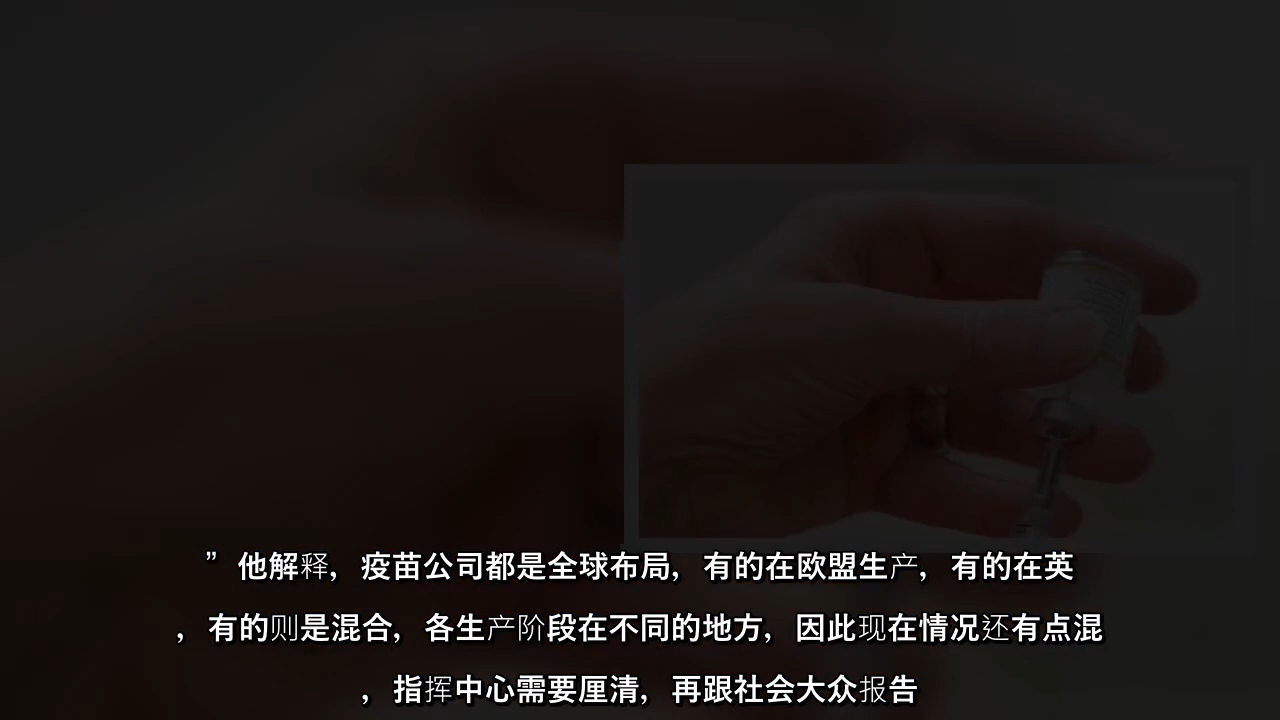 ”他解释，疫苗公司都是全球布局，有的在欧盟生产，有的在英
，有的则是混合，各生产阶段在不同的地方，因此现在情况还有点混
，指挥中心需要厘清，再跟社会大众报告